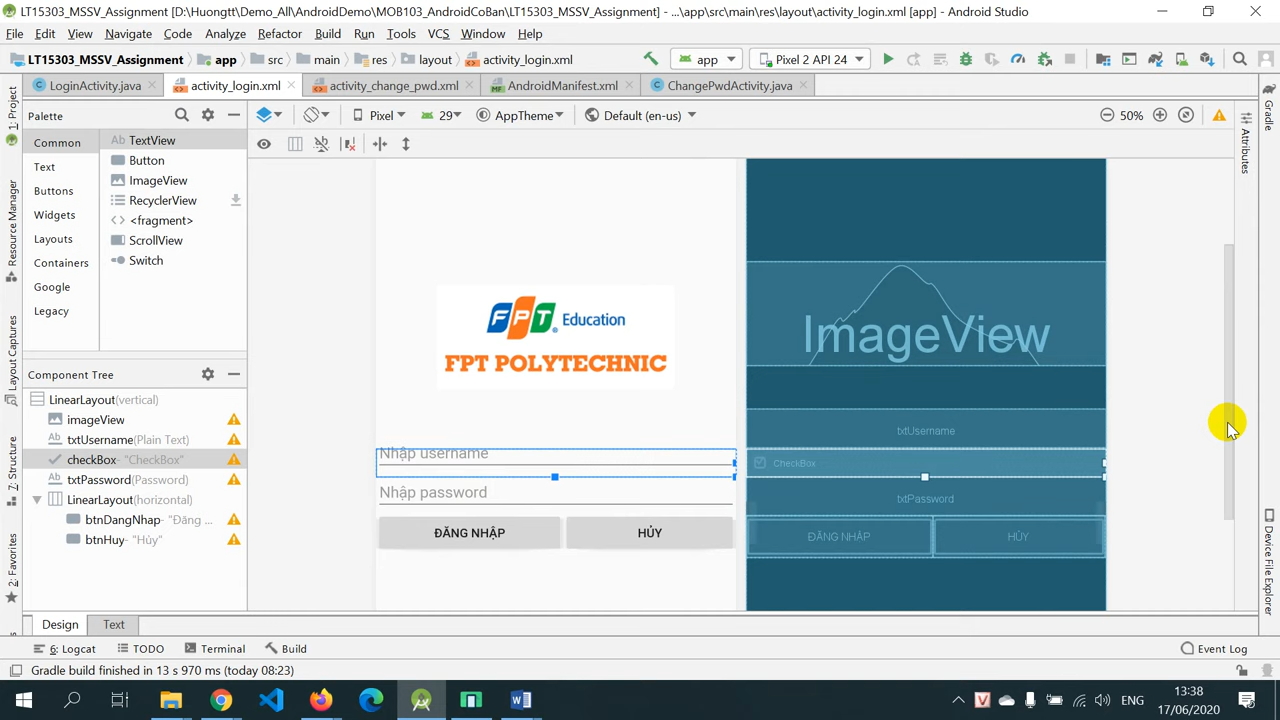 LT15303_MSSV_Assignment [D:\Huongtt\Demo_All\AndroidDemo\MOB103_AndroidCoBan\LT15303_MSSV_Assignment] - ...\app\src\main\res\layout\activity_login.xml [app] - Android Studio
File Edit View Navigate Code Analyze Refactor Build Run Tools VCS Window Help
LT15303_MSSV_Assignment app src main res layout activity_login.xml app Pixel 2 API 24
LoginActivity.java activity_login.xml activity_change_pwd.xml AndroidManifest.xml ChangePwdActivity.java
Palette Pixel 29 AppTheme Default (en-us) 50%
Common
Text
Buttons
Widgets
Layouts
Containers
Google
Legacy
Ab TextView
Button
ImageView
RecyclerView
<fragment>
ScrollView
Switch
Component Tree
LinearLayout(vertical)
imageView
Ab txtUsername(Plain Text)
checkBox- "CheckBox"
Ab txtPassword(Password)
LinearLayout(horizontal)
btnDangNhap- "Đăng ...
btnHuy- "Hủy"
FPT Education
FPT POLYTECHNIC
Nhập username
Nhập password
ĐĂNG NHẬP HỦY
ImageView
txtUsername
CheckBox
txtPassword
ĐĂNG NHẬP HỦY
1: Project
Resource Manager
Layout Captures
7: Structure
2: Favorites
Gradle
Attributes
Device File Explorer
Design Text
6: Logcat TODO Terminal Build Event Log
Gradle build finished in 13 s 970 ms (today 08:23)
ENG
13:38
17/06/2020